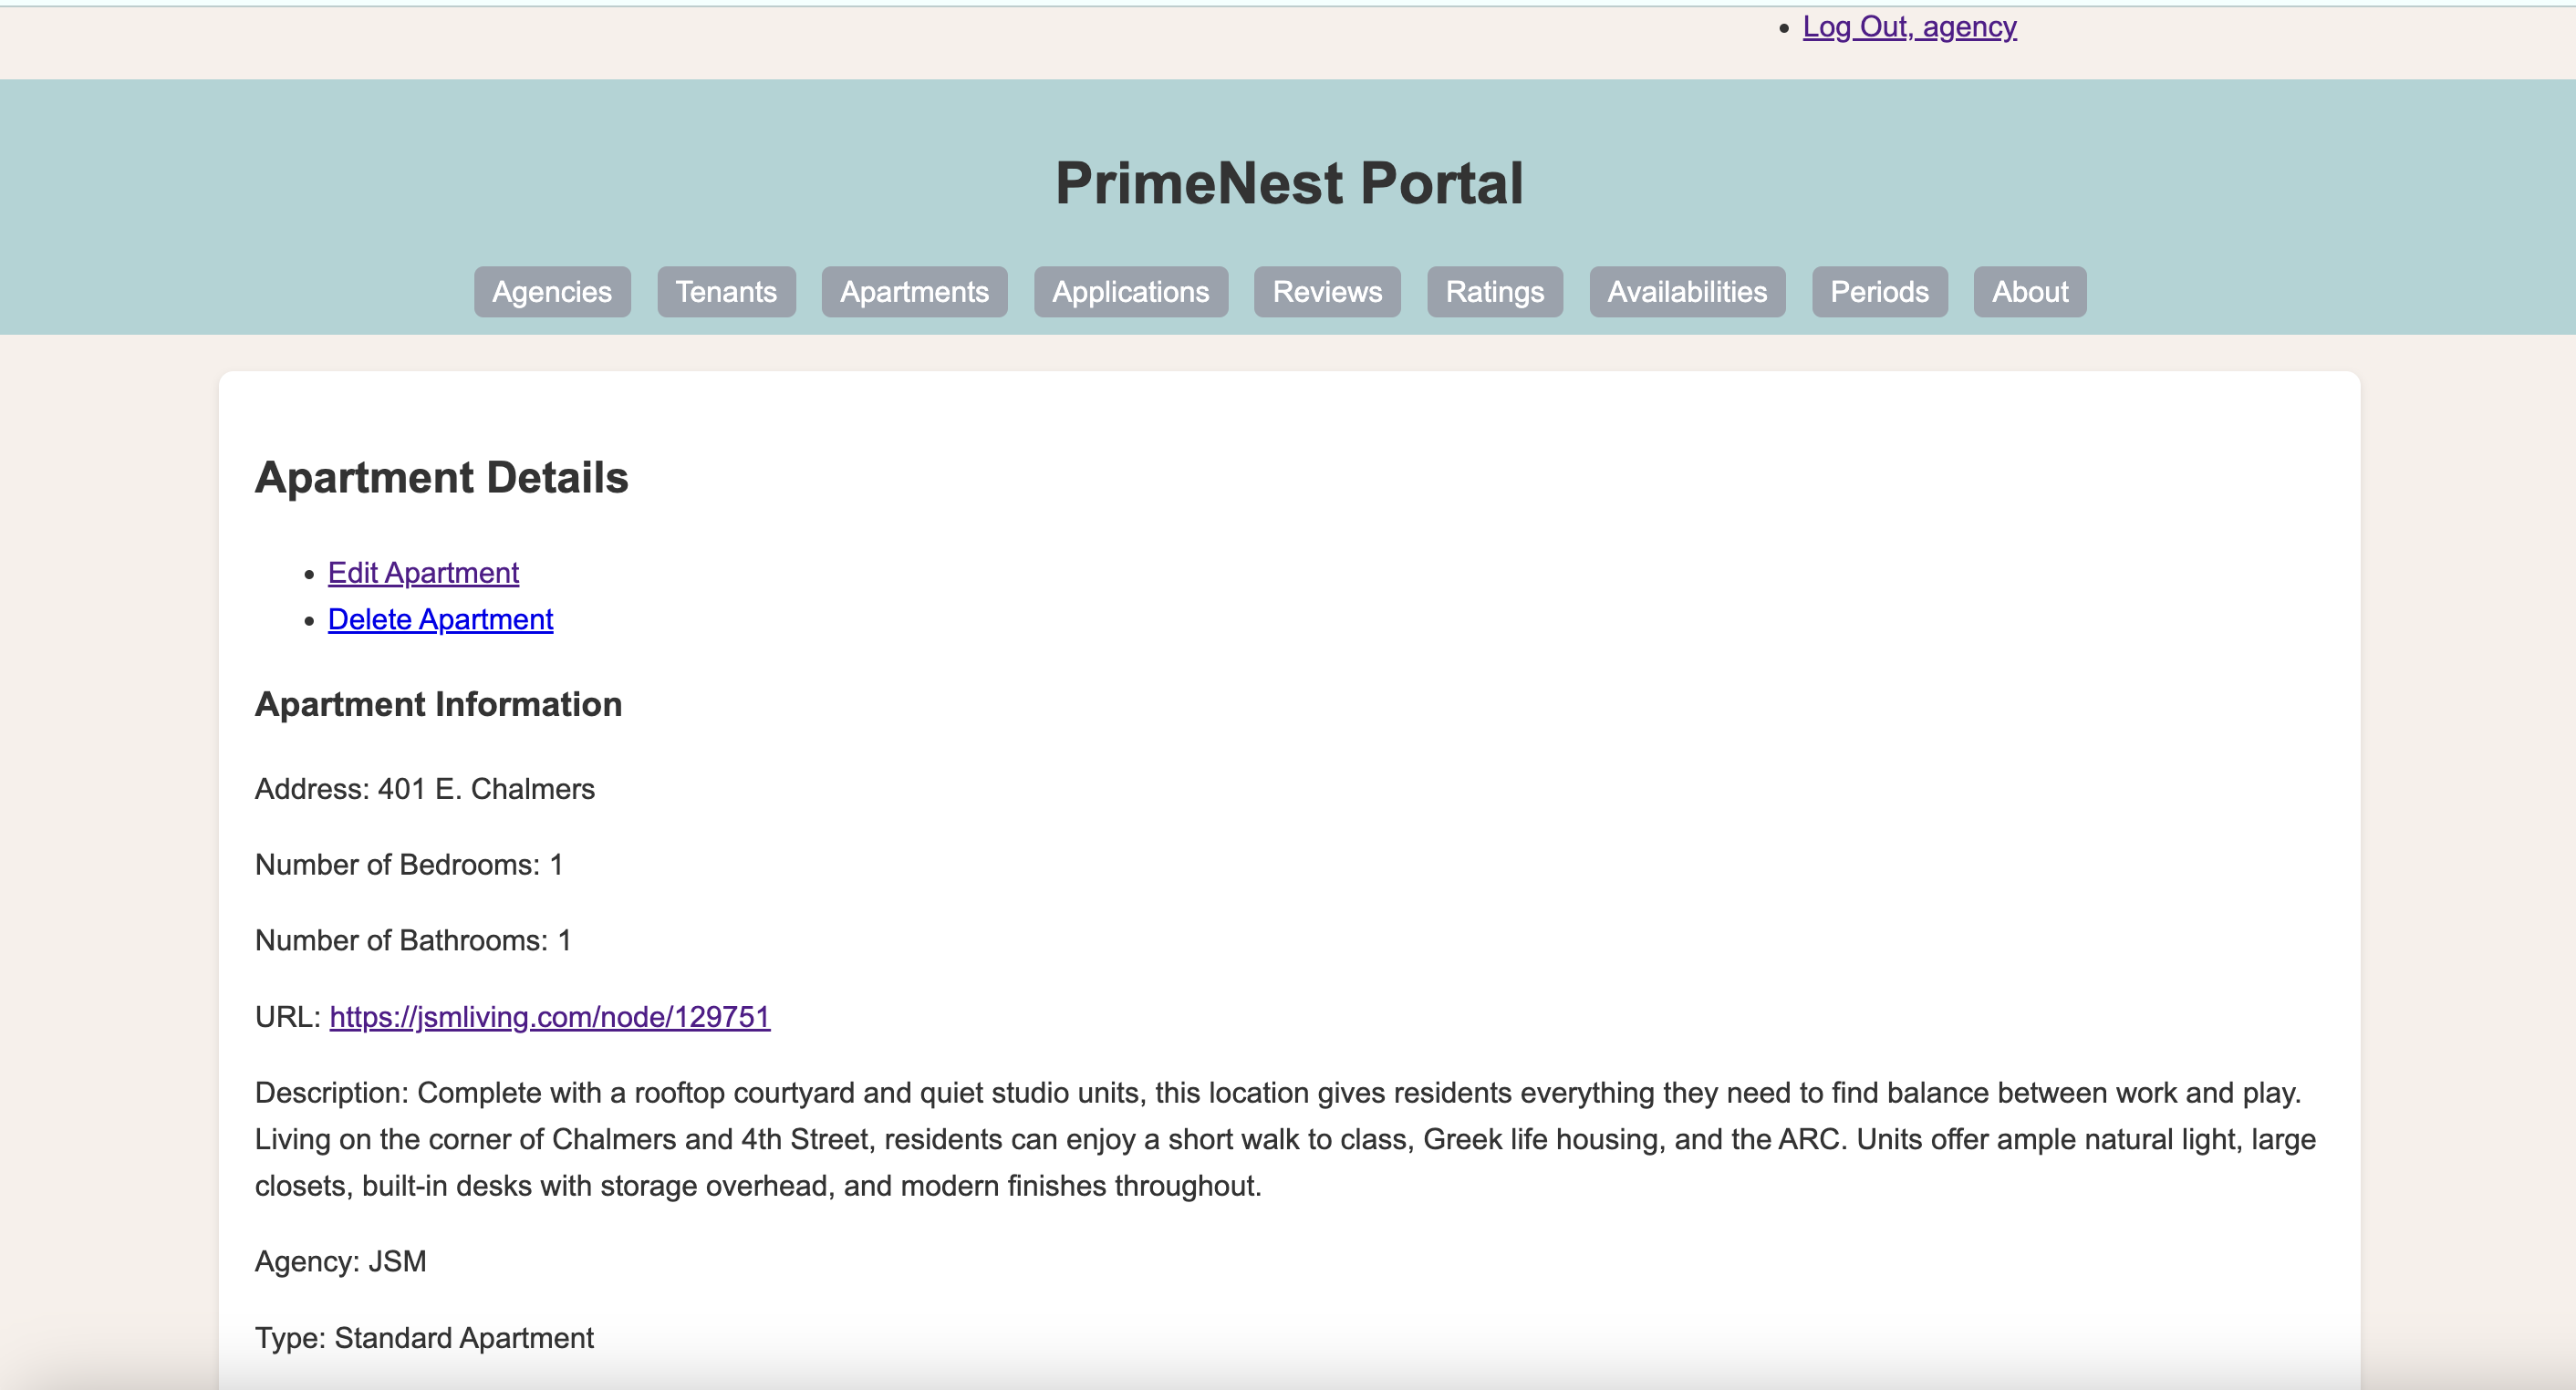 Log Out, agency
PrimeNest Portal
Agencies Tenants Apartments Applications Reviews Ratings Availabilities Periods About
Apartment Details
Edit Apartment
Delete Apartment
Apartment Information
Address: 401 E. Chalmers
Number of Bedrooms: 1
Number of Bathrooms: 1
URL: https://jsmliving.com/node/129751
Description: Complete with a rooftop courtyard and quiet studio units, this location gives residents everything they need to find balance between work and play.
Living on the corner of Chalmers and 4th Street, residents can enjoy a short walk to class, Greek life housing, and the ARC. Units offer ample natural light, large
closets, built-in desks with storage overhead, and modern finishes throughout.
Agency: JSM
Type: Standard Apartment